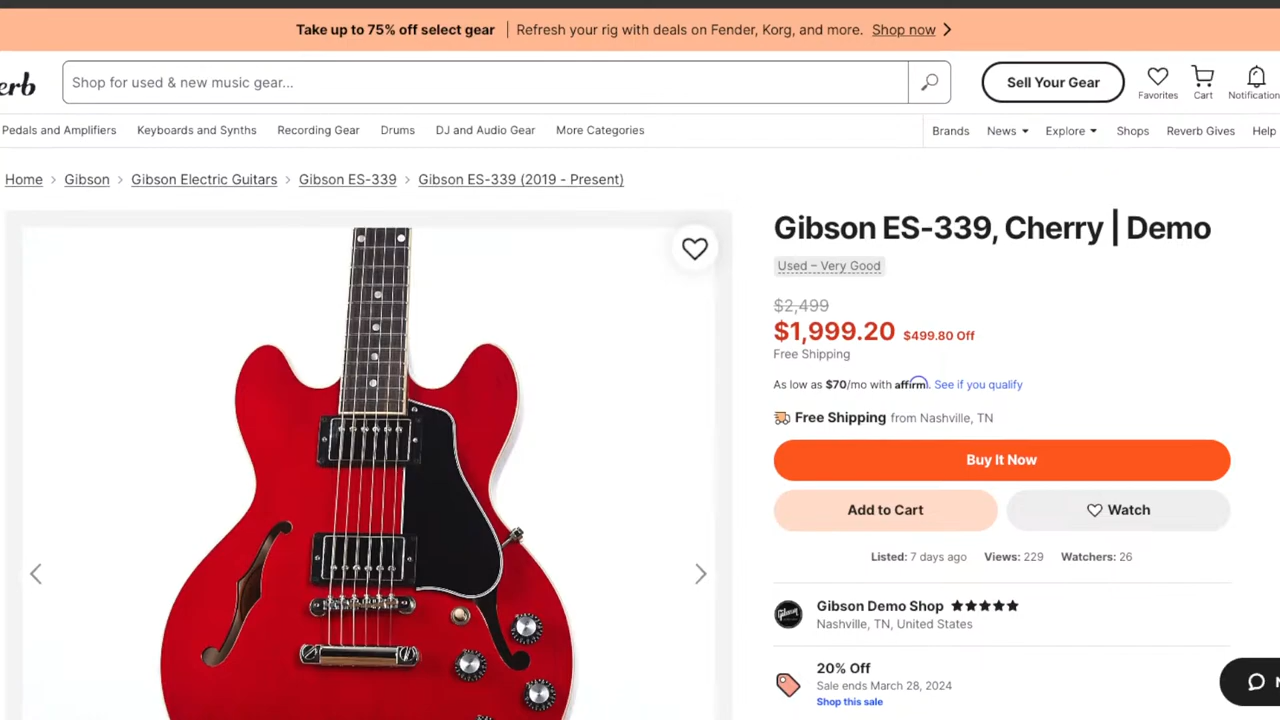 Take up to 75% off select gear | Refresh your rig with deals on Fender, Korg, and more. Shop now
erb
Shop for used & new music gear...
Sell Your Gear
Favorites
Cart
Notification
Pedals and Amplifiers
Keyboards and Synths
Recording Gear
Drums
DJ and Audio Gear
More Categories
Brands
News
Explore
Shops
Reverb Gives
Help
Home > Gibson > Gibson Electric Guitars > Gibson ES-339 > Gibson ES-339 (2019 - Present)
Gibson ES-339, Cherry | Demo
Used – Very Good
$2,499
$1,999.20 $499.80 Off
Free Shipping
As low as $70/mo with affirm. See if you qualify
Free Shipping from Nashville, TN
Buy It Now
Add to Cart
Watch
Listed: 7 days ago Views: 229 Watchers: 26
Gibson
Gibson Demo Shop ★★★★★
Nashville, TN, United States
20% Off
Sale ends March 28, 2024
Shop this sale